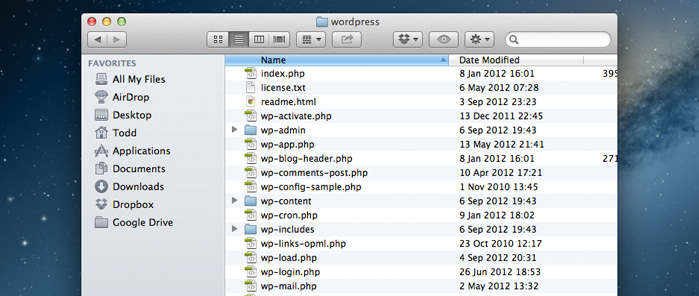 wordpress
FAVORITES
All My Files
AirDrop
Desktop
Todd
Applications
Documents
Downloads
Dropbox
Google Drive
Name Date Modified
index.php 8 Jan 2012 16:01 395
license.txt 6 May 2012 07:28
readme.html 3 Sep 2012 23:23
wp-activate.php 13 Dec 2011 22:45
wp-admin 6 Sep 2012 19:43
wp-app.php 13 May 2012 21:41
wp-blog-header.php 8 Jan 2012 16:01 271
wp-comments-post.php 10 Apr 2012 17:21
wp-config-sample.php 1 Nov 2010 13:45
wp-content 6 Sep 2012 19:43
wp-cron.php 9 Jan 2012 18:02
wp-includes 6 Sep 2012 19:43
wp-links-opml.php 23 Oct 2010 12:17
wp-load.php 4 Sep 2012 20:31
wp-login.php 26 Jun 2012 18:53
wp-mail.php 2 May 2012 13:32